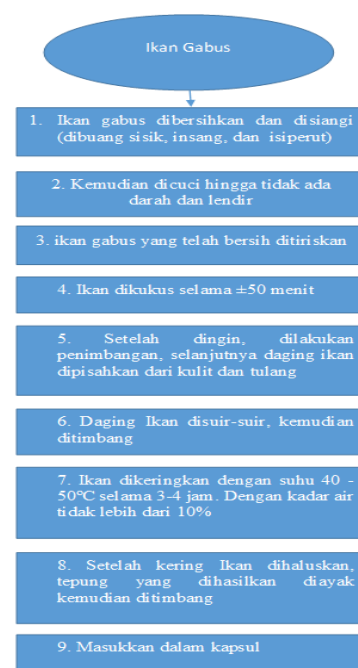 Ikan Gabus
1. Ikan gabus dibersihkan dan disiangi
(dibuang sisik, insang, dan isiperut)
2. Kemudian dicuci hingga tidak ada
darah dan lendir
3. ikan gabus yang telah bersih ditiriskan
4. Ikan dikukus selama ±50 menit
5. Setelah dingin, dilakukan
penimbangan, selanjutnya daging ikan
dipisahkan dari kulit dan tulang
6. Daging Ikan disuir-suir, kemudian
ditimbang
7. Ikan dikeringkan dengan suhu 40 -
50°C selama 3-4 jam. Dengan kadar air
tidak lebih dari 10%
8. Setelah kering Ikan dihaluskan,
tepung yang dihasilkan diayak
kemudian ditimbang
9. Masukkan dalam kapsul